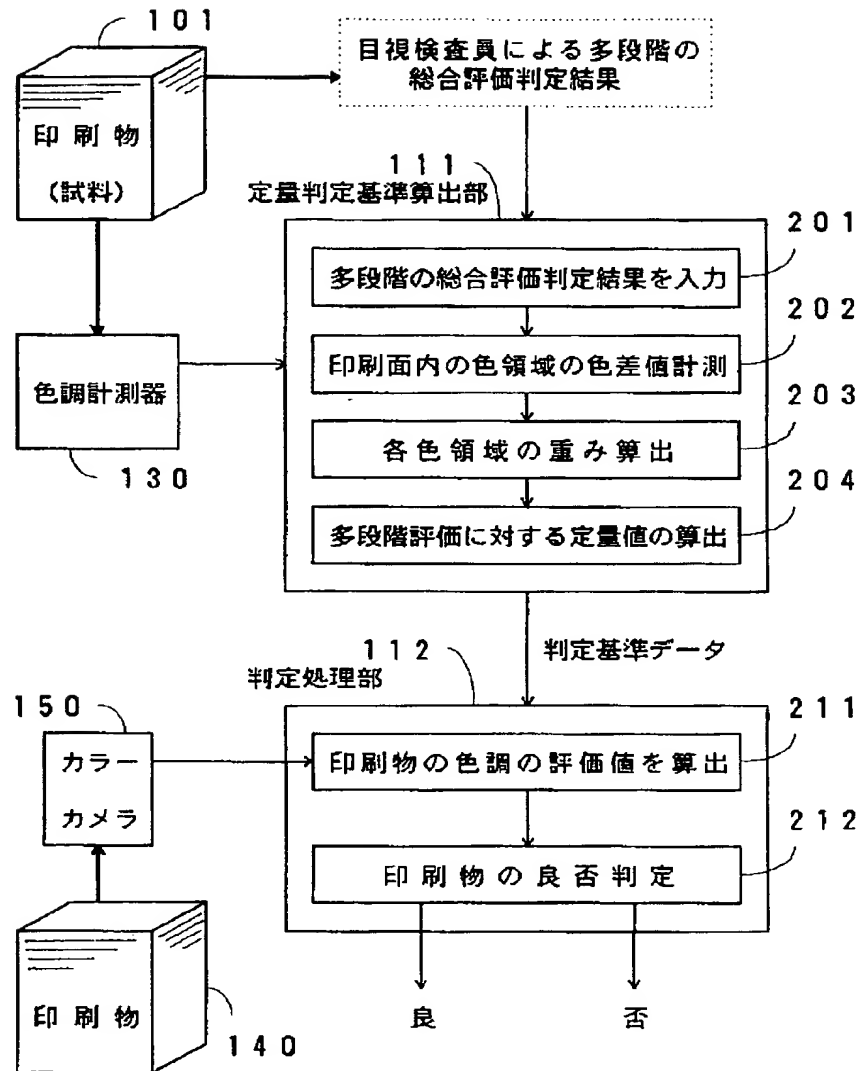 101
目視検査員による多段階の
総合評価判定結果
印刷物
(試料)
111
定量判定基準算出部
201
多段階の総合評価判定結果を入力
202
印刷面内の色領域の色差値計測
203
各色領域の重み算出
204
多段階評価に対する定量値の算出
色調計測器
130
判定基準データ
112
判定処理部
150
カラー
カメラ
211
印刷物の色調の評価値を算出
212
印刷物の良否判定
良
否
印刷物
140